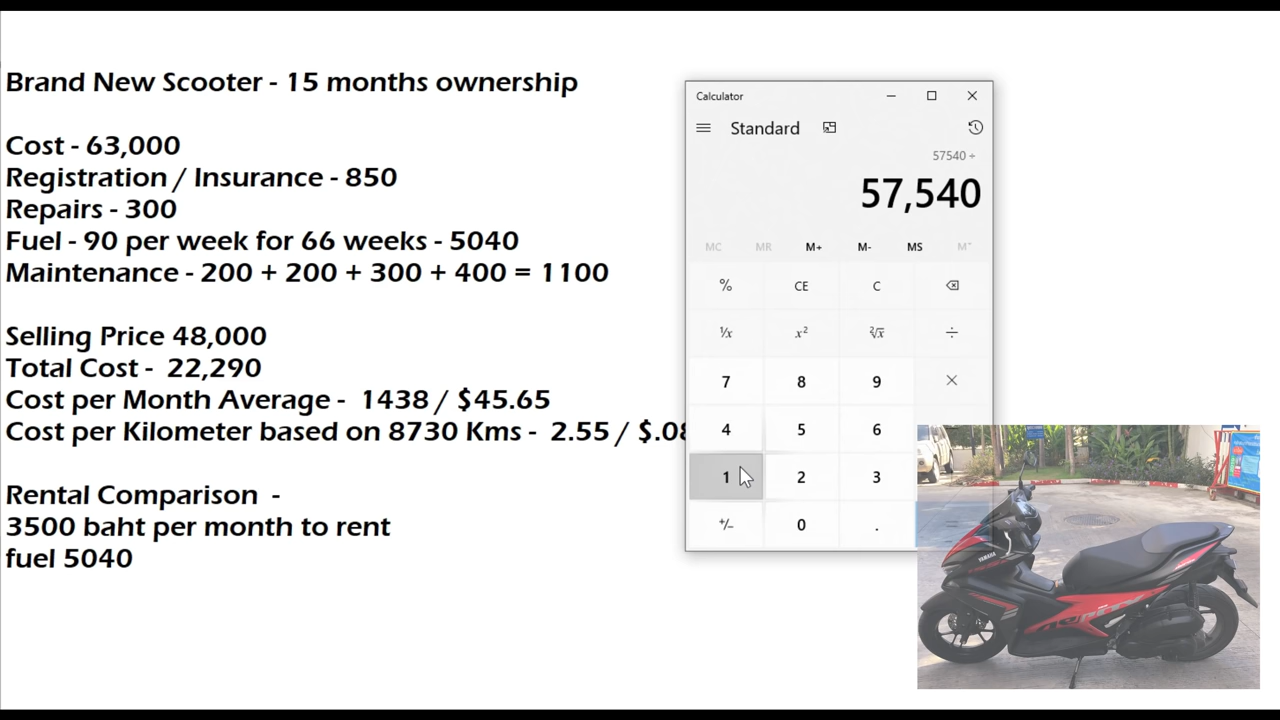 Brand New Scooter - 15 months ownership
Cost - 63,000
Registration / Insurance - 850
Repairs - 300
Fuel - 90 per week for 66 weeks - 5040
Maintenance - 200 + 200 + 300 + 400 = 1100
Selling Price 48,000
Total Cost - 22,290
Cost per Month Average - 1438 / $45.65
Cost per Kilometer based on 8730 Kms - 2.55 / $.08
Rental Comparison -
3500 baht per month to rent
fuel 5040
Calculator
Standard
57540 ÷
57,540
MC MR M+ M- MS M˅
% CE C
¹/x x² ²√x ÷
7 8 9 ×
4 5 6
1 2 3
+/- 0 .
YAMAHA